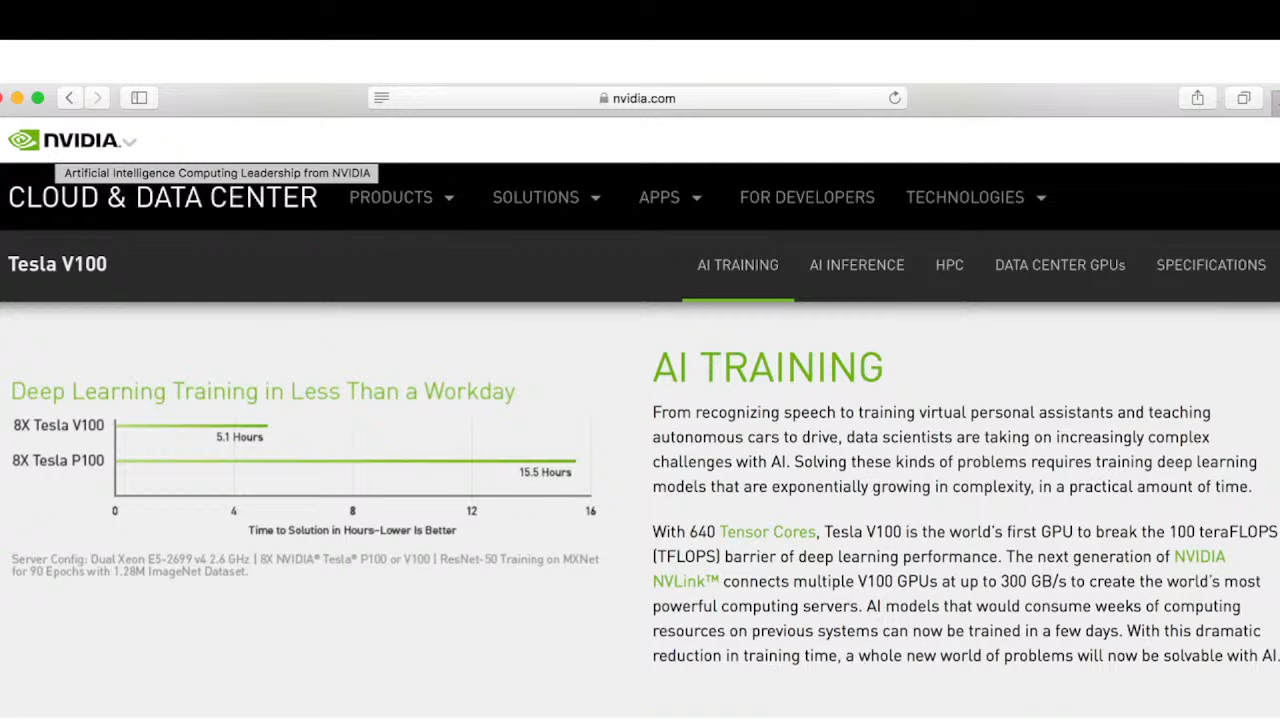 nvidia.com
NVIDIA.
Artificial Intelligence Computing Leadership from NVIDIA
CLOUD & DATA CENTER PRODUCTS SOLUTIONS APPS FOR DEVELOPERS TECHNOLOGIES
Tesla V100 AI TRAINING AI INFERENCE HPC DATA CENTER GPUs SPECIFICATIONS
Deep Learning Training in Less Than a Workday
8X Tesla V100
5.1 Hours
8X Tesla P100
15.5 Hours
0 4 8 12 16
Time to Solution in Hours–Lower Is Better
Server Config: Dual Xeon E5-2699 v4 2.6 GHz | 8X NVIDIA® Tesla® P100 or V100 | ResNet-50 Training on MXNet
for 90 Epochs with 1.28M ImageNet Dataset.
AI TRAINING
From recognizing speech to training virtual personal assistants and teaching
autonomous cars to drive, data scientists are taking on increasingly complex
challenges with AI. Solving these kinds of problems requires training deep learning
models that are exponentially growing in complexity, in a practical amount of time.
With 640 Tensor Cores, Tesla V100 is the world's first GPU to break the 100 teraFLOPS
(TFLOPS) barrier of deep learning performance. The next generation of NVIDIA
NVLink™ connects multiple V100 GPUs at up to 300 GB/s to create the world's most
powerful computing servers. AI models that would consume weeks of computing
resources on previous systems can now be trained in a few days. With this dramatic
reduction in training time, a whole new world of problems will now be solvable with AI.